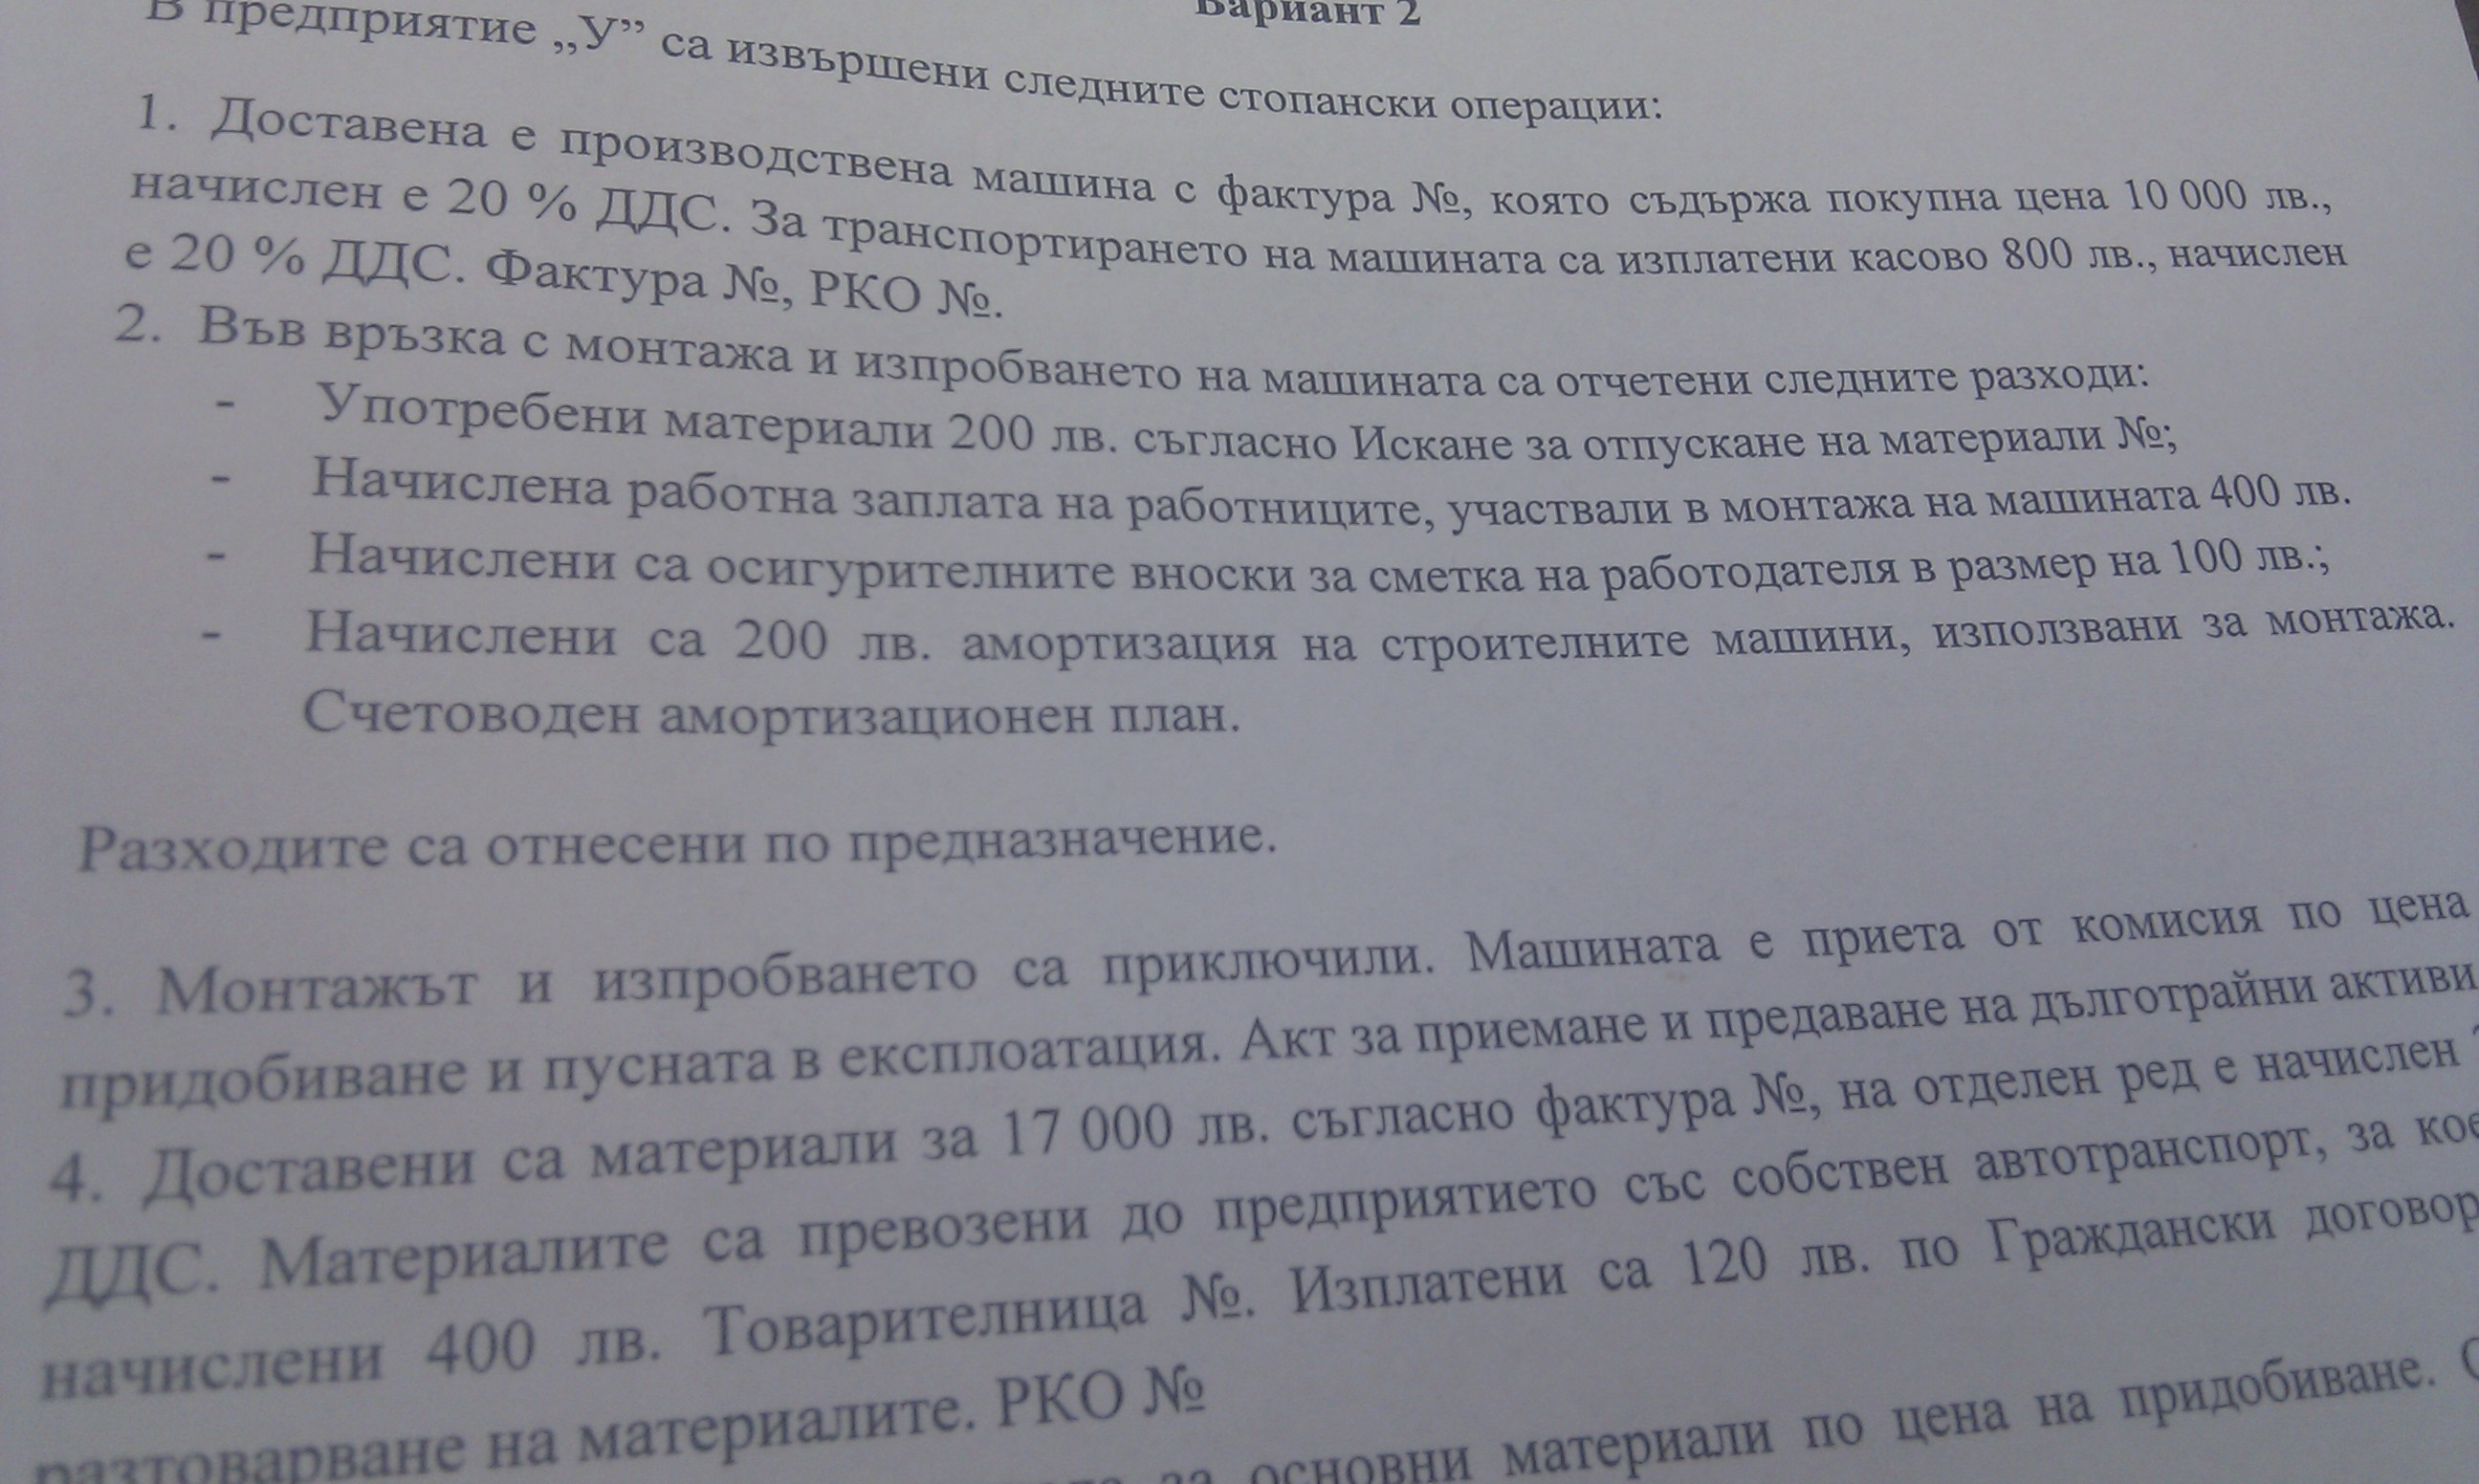 Вариант 2
В предприятие „У” са извършени следните стопански операции:
1. Доставена е производствена машина с фактура №, която съдържа покупна цена 10 000 лв.,
начислен е 20 % ДДС. За транспортирането на машината са изплатени касово 800 лв., начислен
е 20 % ДДС. Фактура №, РКО №.
2. Във връзка с монтажа и изпробването на машината са отчетени следните разходи:
- Употребени материали 200 лв. съгласно Искане за отпускане на материали №;
- Начислена работна заплата на работниците, участвали в монтажа на машината 400 лв.
- Начислени са осигурителните вноски за сметка на работодателя в размер на 100 лв.;
- Начислени са 200 лв. амортизация на строителните машини, използвани за монтажа.
Счетоводен амортизационен план.
Разходите са отнесени по предназначение.
3. Монтажът и изпробването са приключили. Машината е приета от комисия по цена
придобиване и пусната в експлоатация. Акт за приемане и предаване на дълготрайни активи
4. Доставени са материали за 17 000 лв. съгласно фактура №, на отделен ред е начислен
ДДС. Материалите са превозени до предприятието със собствен автотранспорт, за
начислени 400 лв. Товарителница №. Изплатени са 120 лв. по Граждански договор
разтоварване на материалите. РКО №
за основни материали по цена на придобиване.